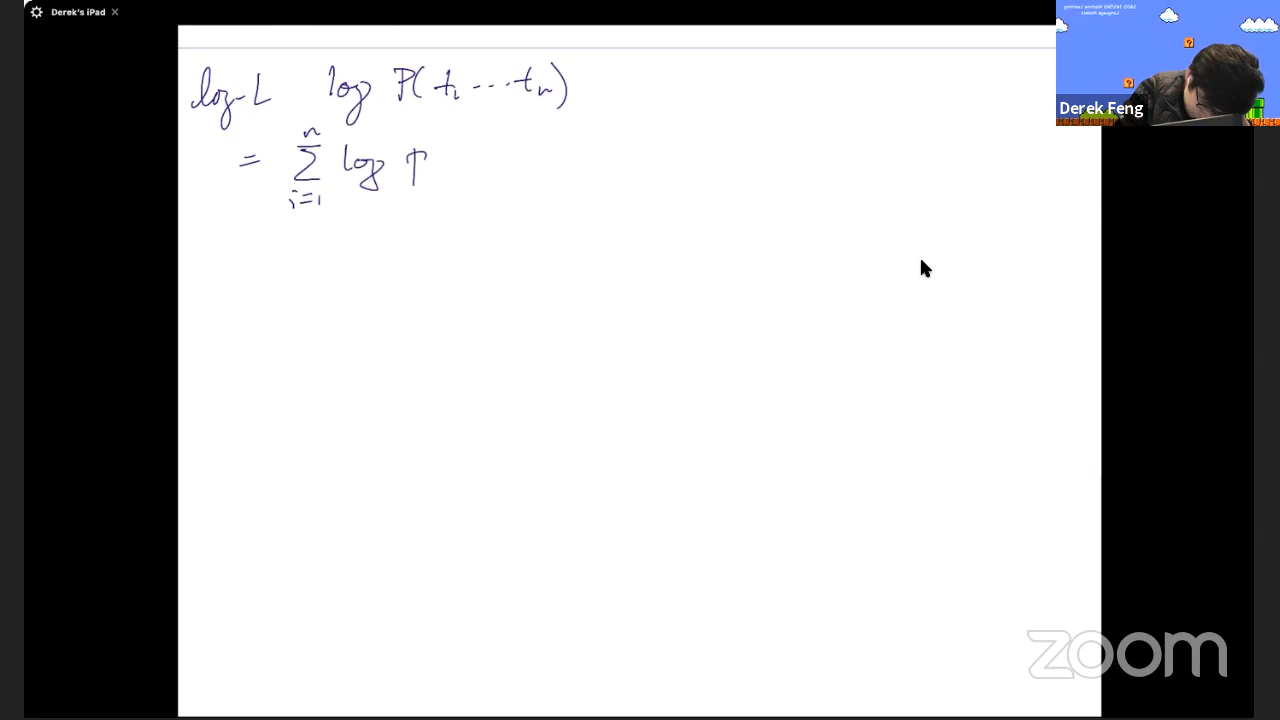 Derek's iPad
log-L log P(t₁ ... tₙ)
= n∑i=1 log P
Derek Feng
zoom